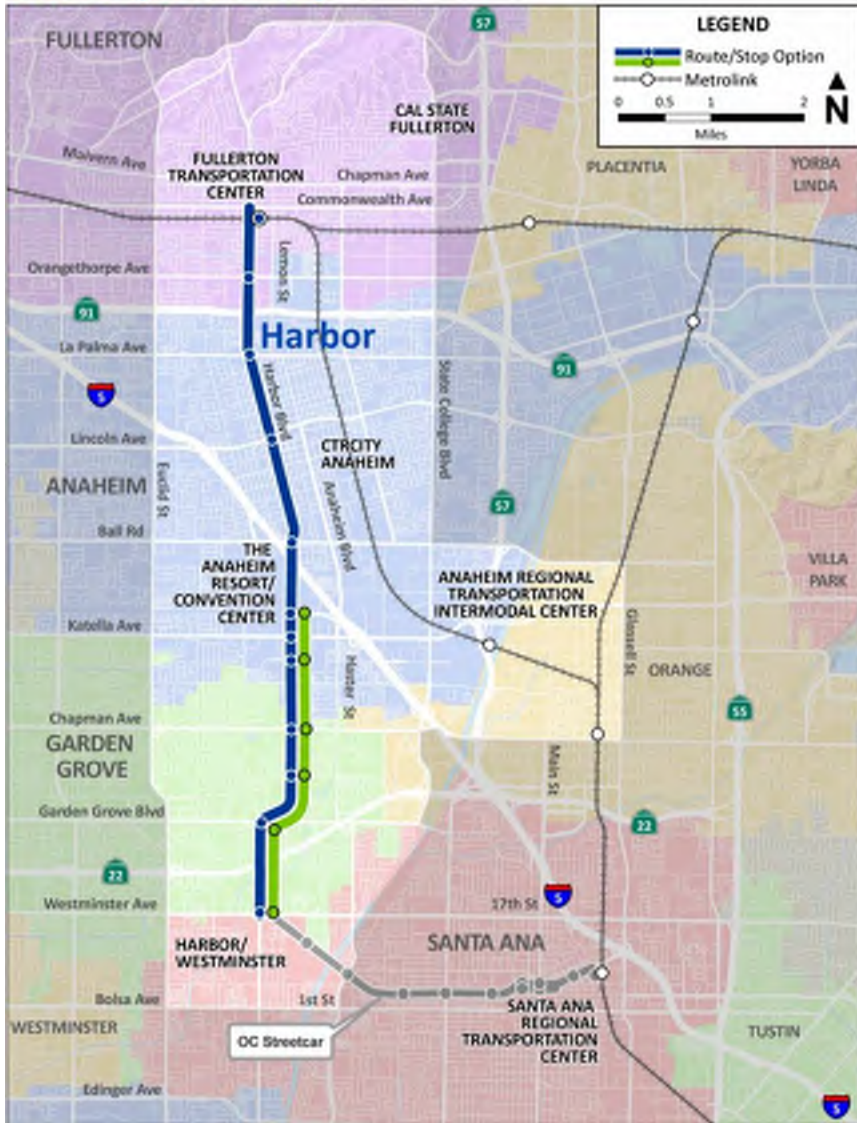 57
LEGEND
Route/Stop Option
Metrolink
0 0.5 1 2
Miles
N
FULLERTON
CAL STATE
FULLERTON
Malvern Ave
FULLERTON
TRANSPORTATION
CENTER
Chapman Ave
Commonwealth Ave
PLACENTIA
YORBA
LINDA
Orangethorpe Ave
Lemon St
91
Harbor
La Palma Ave
91
5
Harbor Blvd
State College Blvd
Lincoln Ave
CTRCITY
ANAHEIM
ANAHEIM
Euclid St
Anaheim Blvd
57
Ball Rd
THE
ANAHEIM
RESORT/
CONVENTION
CENTER
ANAHEIM REGIONAL
TRANSPORTATION
INTERMODAL CENTER
VILLA
PARK
Katella Ave
Glassell St
Haster St
ORANGE
55
Chapman Ave
GARDEN
GROVE
Main St
Garden Grove Blvd
22
22
5
Westminster Ave
17th St
HARBOR/
WESTMINSTER
SANTA ANA
Bolsa Ave
1st St
SANTA ANA
REGIONAL
TRANSPORTATION
CENTER
WESTMINSTER
OC Streetcar
TUSTIN
Edinger Ave
5